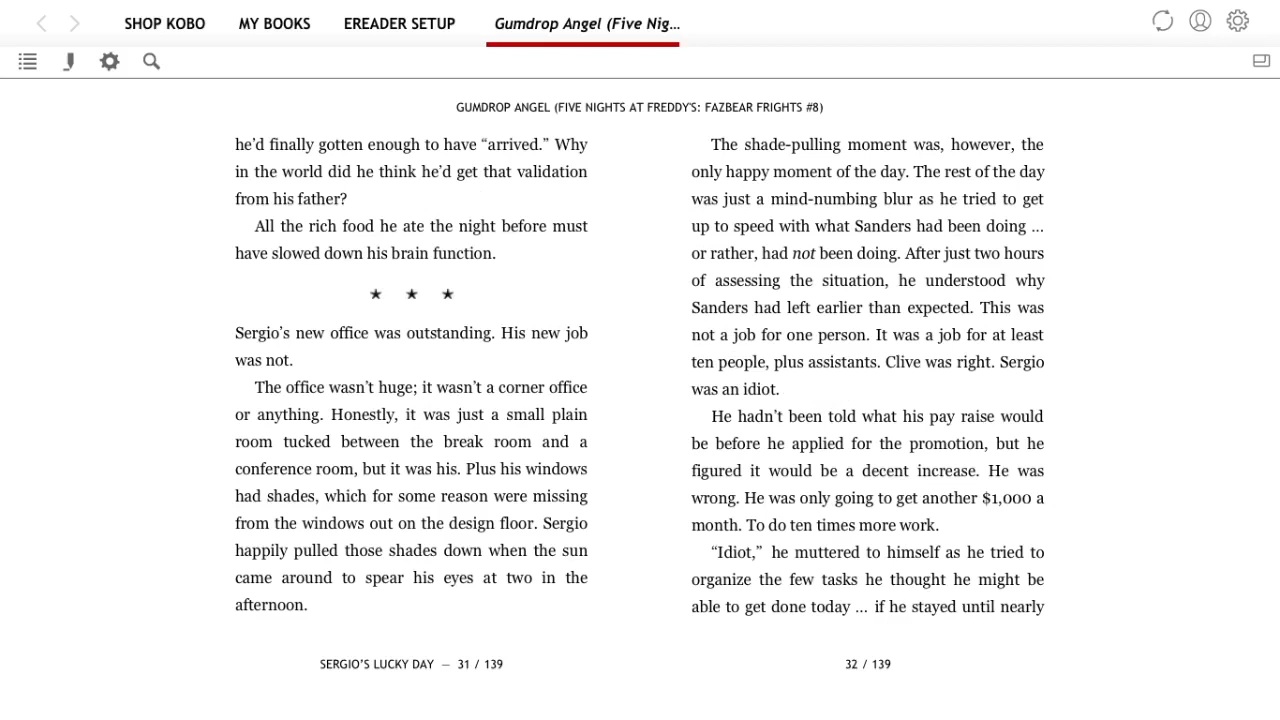 SHOP KOBO
MY BOOKS
EREADER SETUP
Gumdrop Angel (Five Nig...
GUMDROP ANGEL (FIVE NIGHTS AT FREDDY'S: FAZBEAR FRIGHTS #8)
he’d finally gotten enough to have “arrived.” Why
in the world did he think he’d get that validation
from his father?
All the rich food he ate the night before must
have slowed down his brain function.
★ ★ ★
Sergio’s new office was outstanding. His new job
was not.
The office wasn’t huge; it wasn’t a corner office
or anything. Honestly, it was just a small plain
room tucked between the break room and a
conference room, but it was his. Plus his windows
had shades, which for some reason were missing
from the windows out on the design floor. Sergio
happily pulled those shades down when the sun
came around to spear his eyes at two in the
afternoon.
SERGIO’S LUCKY DAY – 31 / 139
The shade-pulling moment was, however, the
only happy moment of the day. The rest of the day
was just a mind-numbing blur as he tried to get
up to speed with what Sanders had been doing ...
or rather, had not been doing. After just two hours
of assessing the situation, he understood why
Sanders had left earlier than expected. This was
not a job for one person. It was a job for at least
ten people, plus assistants. Clive was right. Sergio
was an idiot.
He hadn’t been told what his pay raise would
be before he applied for the promotion, but he
figured it would be a decent increase. He was
wrong. He was only going to get another $1,000 a
month. To do ten times more work.
“Idiot,” he muttered to himself as he tried to
organize the few tasks he thought he might be
able to get done today ... if he stayed until nearly
32 / 139